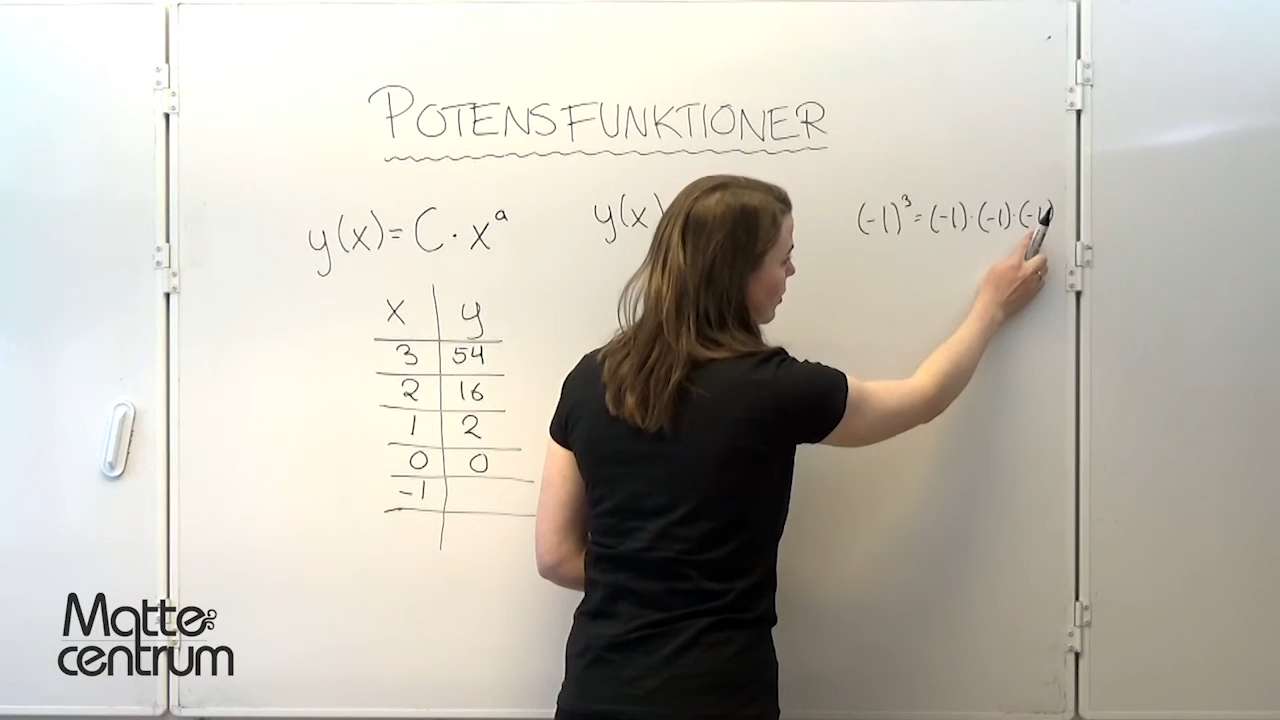 POTENSFUNKTIONER
y(x) = C · x^a
y(x)
(-1)^3 = (-1) · (-1) · (-1)
x y
3 54
2 16
1 2
0 0
-1
Matte
centrum